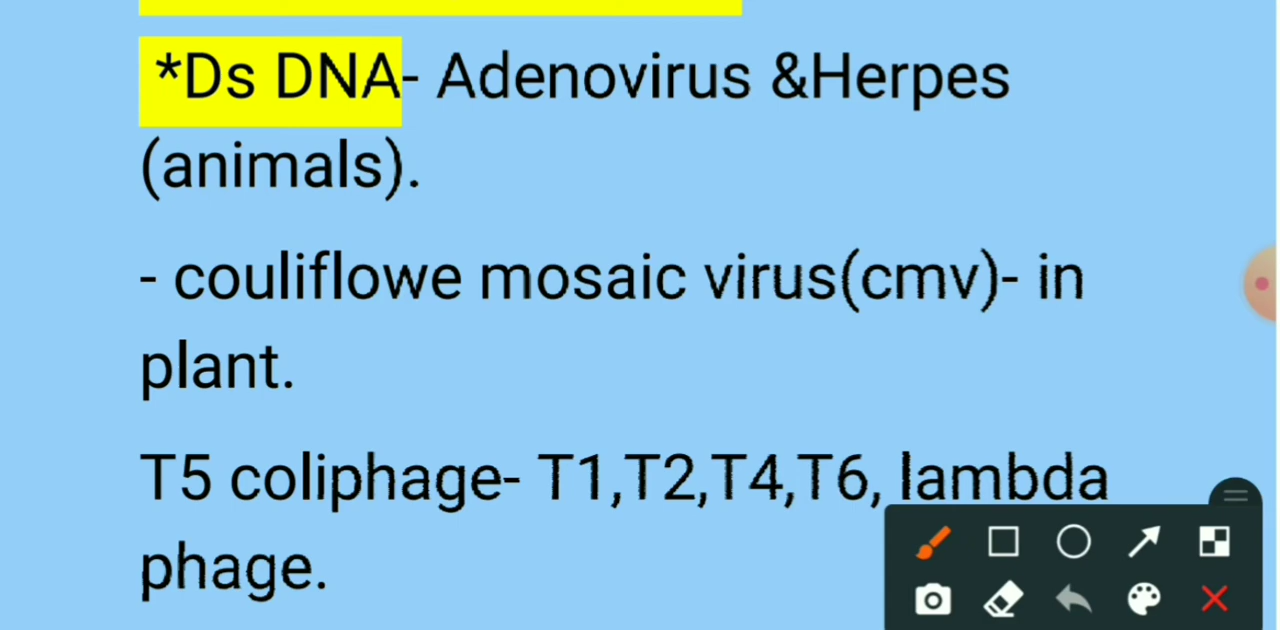 *Ds DNA- Adenovirus &Herpes
(animals).
- couliflowe mosaic virus(cmv)- in
plant.
T5 coliphage- T1,T2,T4,T6, lambda
phage.